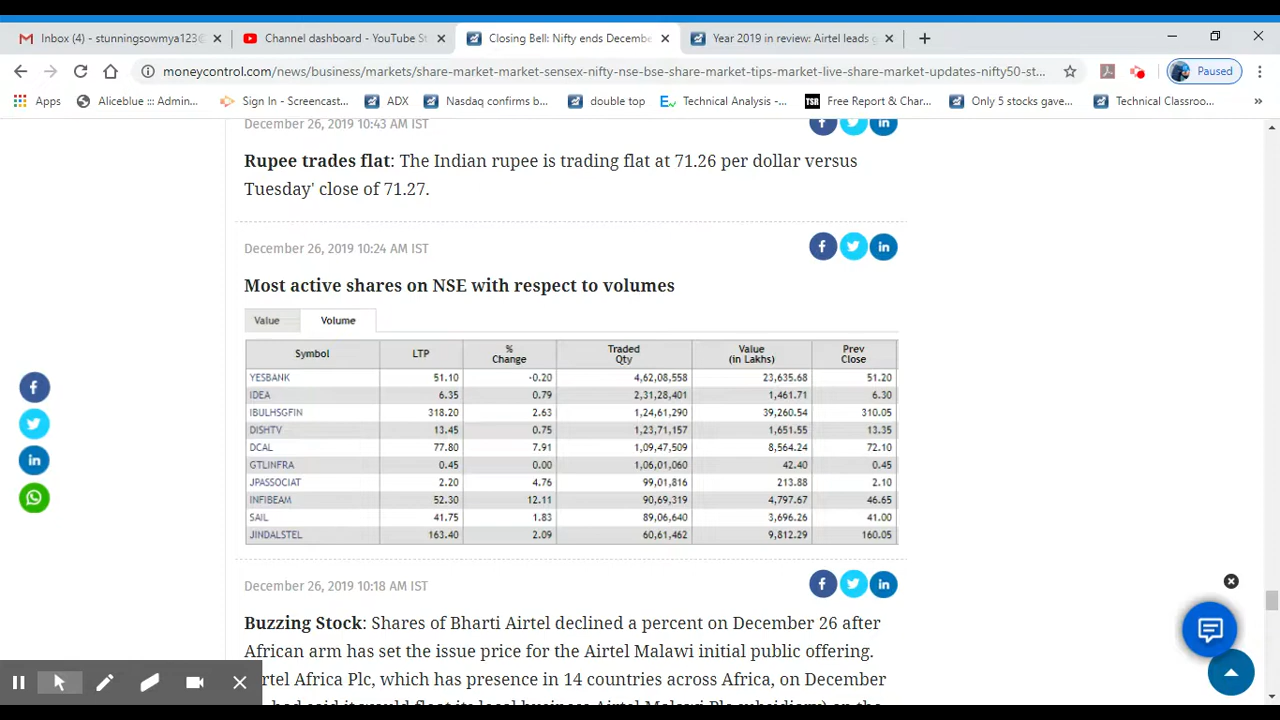 Inbox (4) - stunningsowmya123@
Channel dashboard - YouTube St
Closing Bell: Nifty ends Decembe
Year 2019 in review: Airtel leads g
moneycontrol.com/news/business/markets/share-market-market-sensex-nifty-nse-bse-share-market-tips-market-live-share-market-updates-nifty50-st...
Paused
Apps Aliceblue ::: Admin... Sign In - Screencast... ADX Nasdaq confirms b... double top Technical Analysis -... TSR Free Report & Char... Only 5 stocks gave... Technical Classroo... »
December 26, 2019 10:43 AM IST
Rupee trades flat: The Indian rupee is trading flat at 71.26 per dollar versus
Tuesday' close of 71.27.
December 26, 2019 10:24 AM IST
Most active shares on NSE with respect to volumes
Value Volume
Symbol LTP % Change Traded Qty Value (in Lakhs) Prev Close
YESBANK 51.10 -0.20 4,62,08,558 23,635.68 51.20
IDEA 6.35 0.79 2,31,28,401 1,461.71 6.30
IBULHSGFIN 318.20 2.63 1,24,61,290 39,260.54 310.05
DISHTV 13.45 0.75 1,23,71,157 1,651.55 13.35
DCAL 77.80 7.91 1,09,47,509 8,564.24 72.10
GTLINFRA 0.45 0.00 1,06,01,060 42.40 0.45
JPASSOCIAT 2.20 4.76 99,01,816 213.88 2.10
INFIBEAM 52.30 12.11 90,69,319 4,797.67 46.65
SAIL 41.75 1.83 89,06,640 3,696.26 41.00
JINDALSTEL 163.40 2.09 60,61,462 9,812.29 160.05
December 26, 2019 10:18 AM IST
Buzzing Stock: Shares of Bharti Airtel declined a percent on December 26 after
African arm has set the issue price for the Airtel Malawi initial public offering.
rtel Africa Plc, which has presence in 14 countries across Africa, on December
had said it would float its local business Airtel Malawi Plc subsidiary) on the